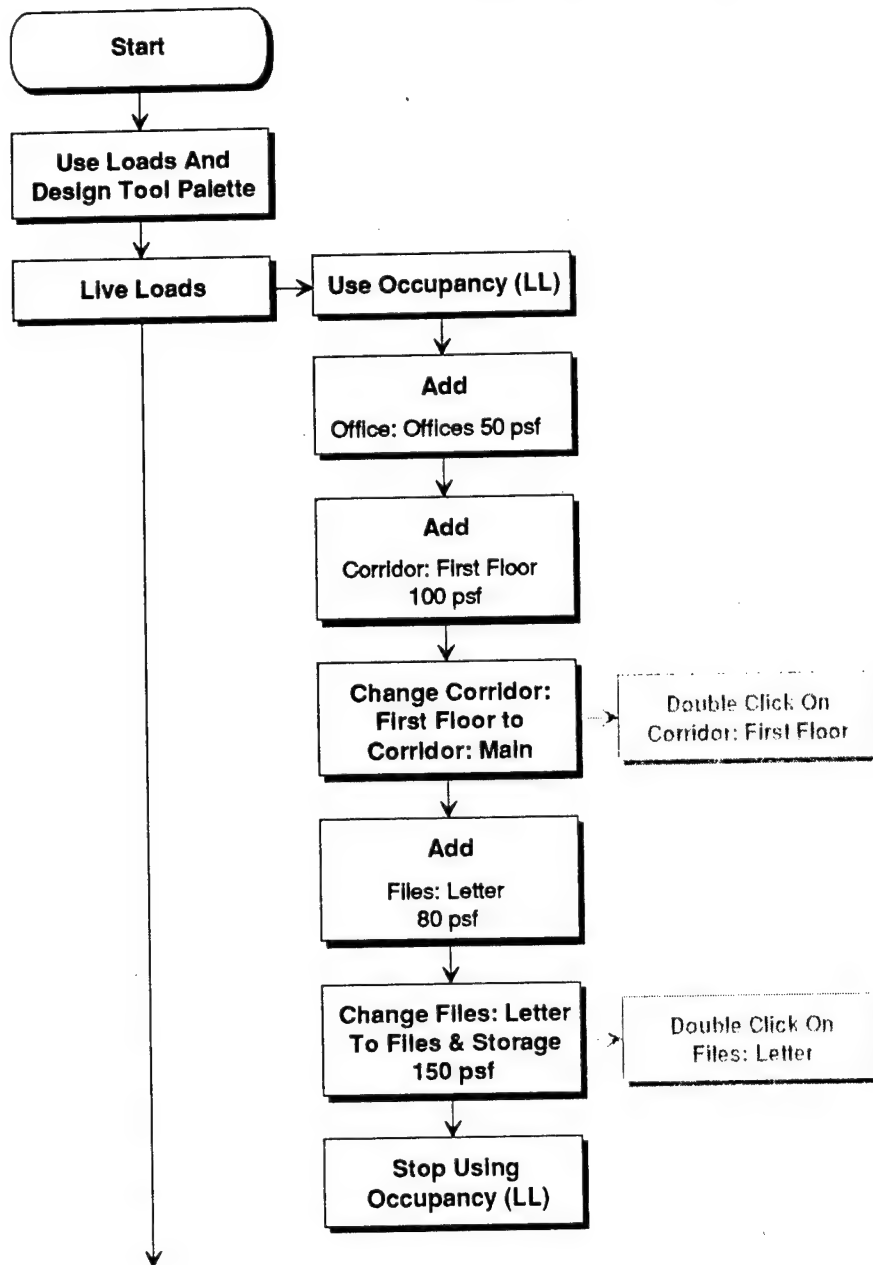 Start
Use Loads And
Design Tool Palette
Live Loads
Use Occupancy (LL)
Add
Office: Offices 50 psf
Add
Corridor: First Floor
100 psf
Change Corridor:
First Floor to
Corridor: Main
Double Click On
Corridor: First Floor
Add
Files: Letter
80 psf
Change Files: Letter
To Files & Storage
150 psf
Double Click On
Files: Letter
Stop Using
Occupancy (LL)